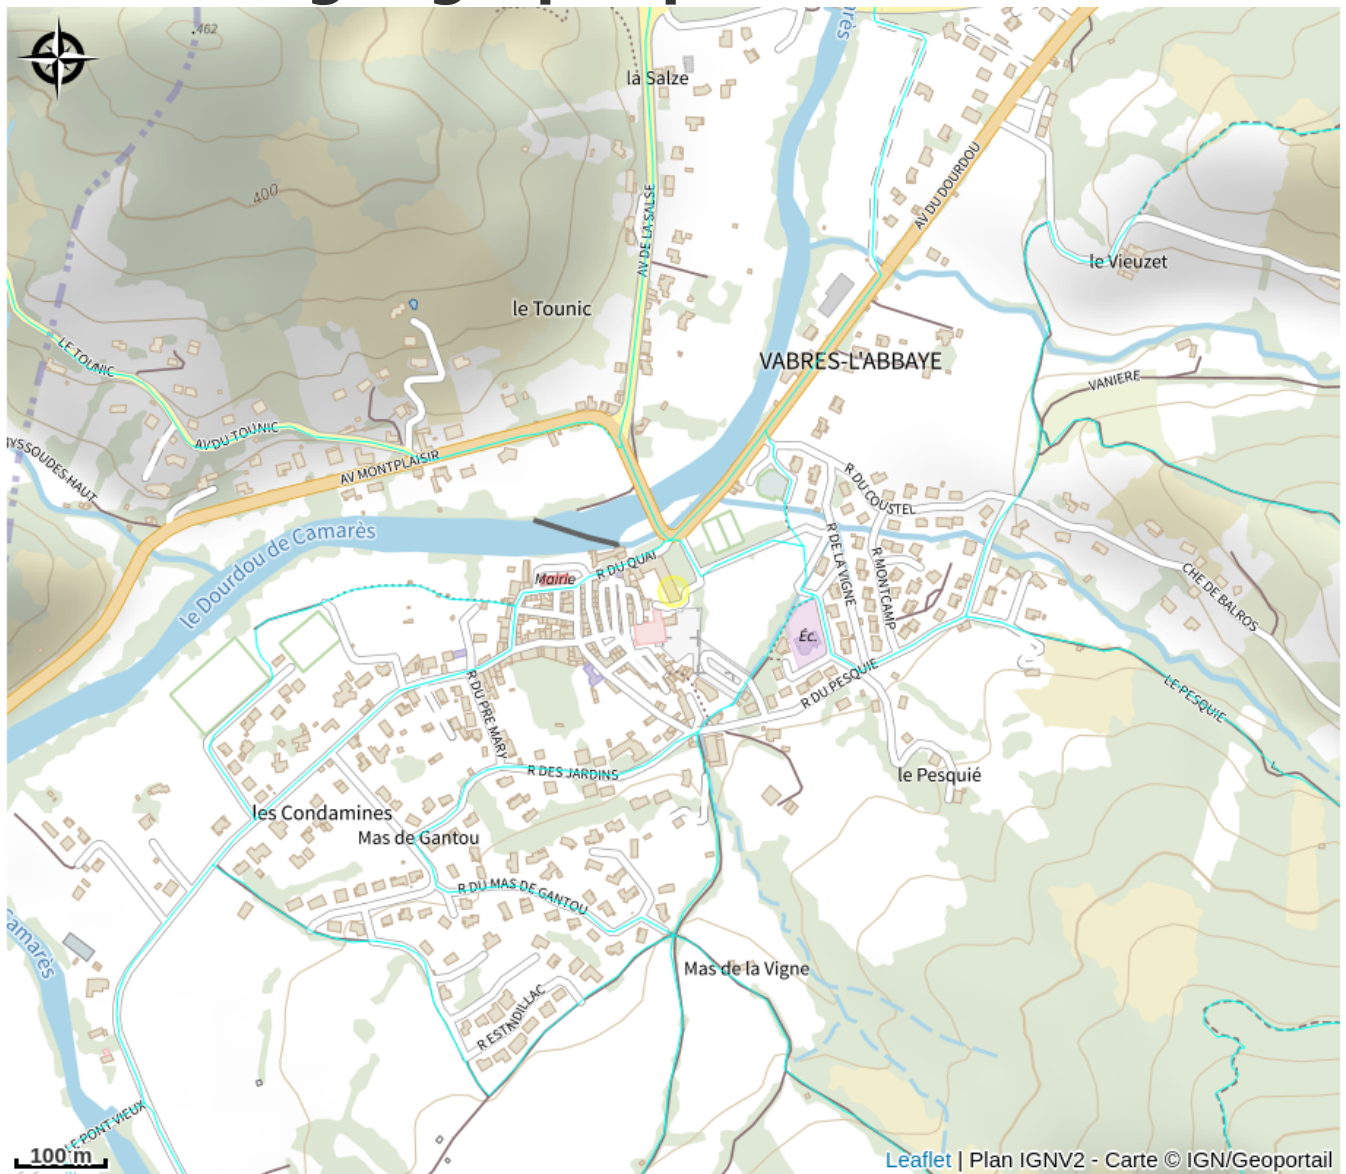 462
la Salze
400
AV DE LA SALSE
AV DU DOURDOU
le Vieuzet
le Tounic
LE TOUNIC
VABRES-L'ABBAYE
VANIERE
AV DU TOUNIC
AV MONTPLAISIR
R DU COUSTEL
le Dourdou de Camarès
R DU QUAI
Mairie
R DE LA VIGNE
R MONTCAMP
CHE DE BALROS
Éc.
R DU PRE MARY
R DU PESQUIE
LE PESQUIE
R DES JARDINS
le Pesquié
les Condamines
Mas de Gantou
R DU MAS DE GANTOU
Camarès
Mas de la Vigne
R ESTNDILLAC
LE PONT VIEUX
100 m
Leaflet | Plan IGNV2 - Carte © IGN/Geoportail